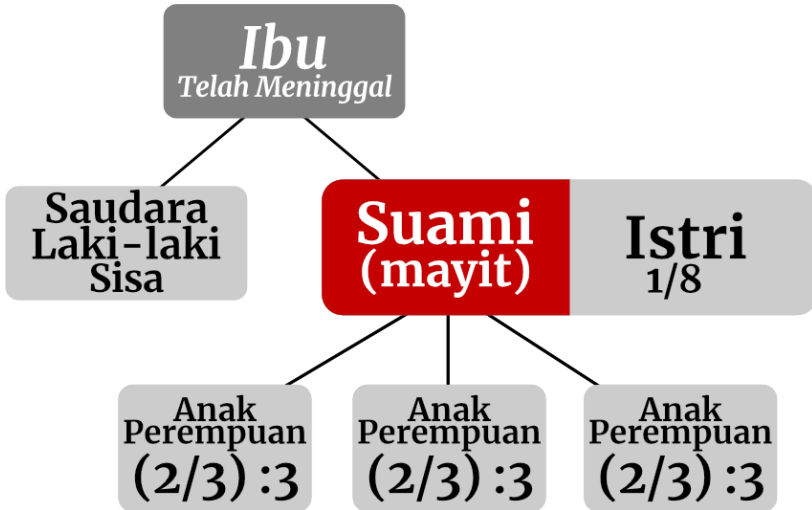 Ibu
Telah Meninggal
Saudara
Laki-laki
Sisa
Suami
(mayit)
Istri
1/8
Anak
Perempuan
(2/3) :3
Anak
Perempuan
(2/3) :3
Anak
Perempuan
(2/3) :3